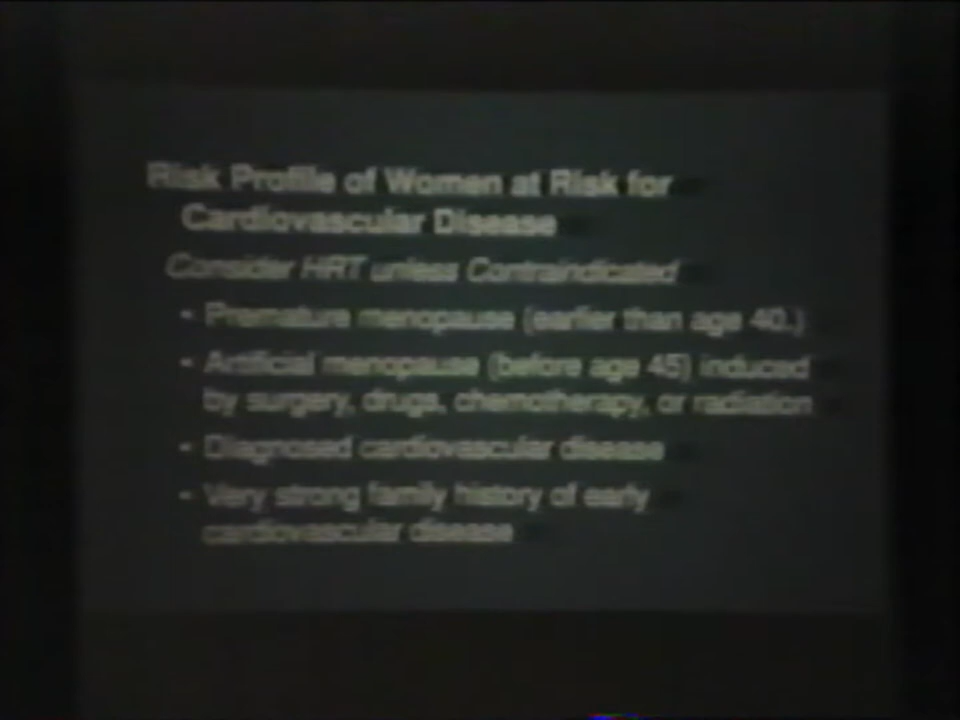 Risk Profile of Women at Risk for
Cardiovascular Disease
Consider HRT unless Contraindicated
- Premature menopause (earlier than age 40.)
- Artificial menopause (before age 45) induced
by surgery, drugs, chemotherapy, or radiation
- Diagnosed cardiovascular disease
- Very strong family history of early
cardiovascular disease